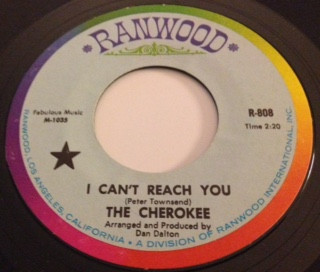 RANWOOD
Fabulous Music
M-1035
R-808
Time 2:20
I CAN'T REACH YOU
(Peter Townsend)
THE CHEROKEE
Arranged and Produced by
Dan Dalton
RANWOOD, LOS ANGELES, CALIFORNIA • A DIVISION OF RANWOOD INTERNATIONAL, INC.